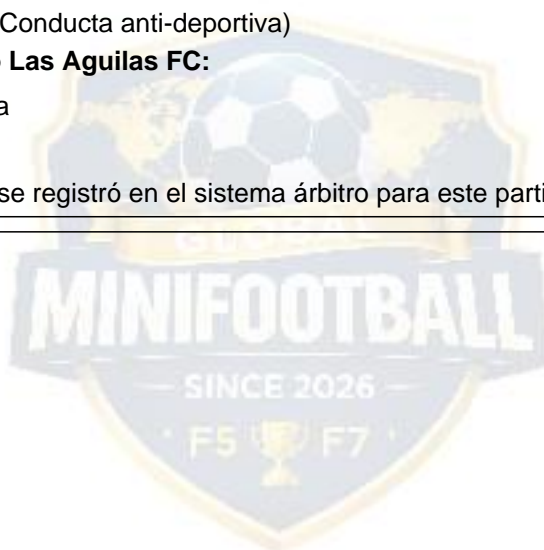 Conducta anti-deportiva)
Las Aguilas FC:
a
se registró en el sistema árbitro para este parti
GLOBAL
MINIFOOTBALL
SINCE 2026
F5 F7